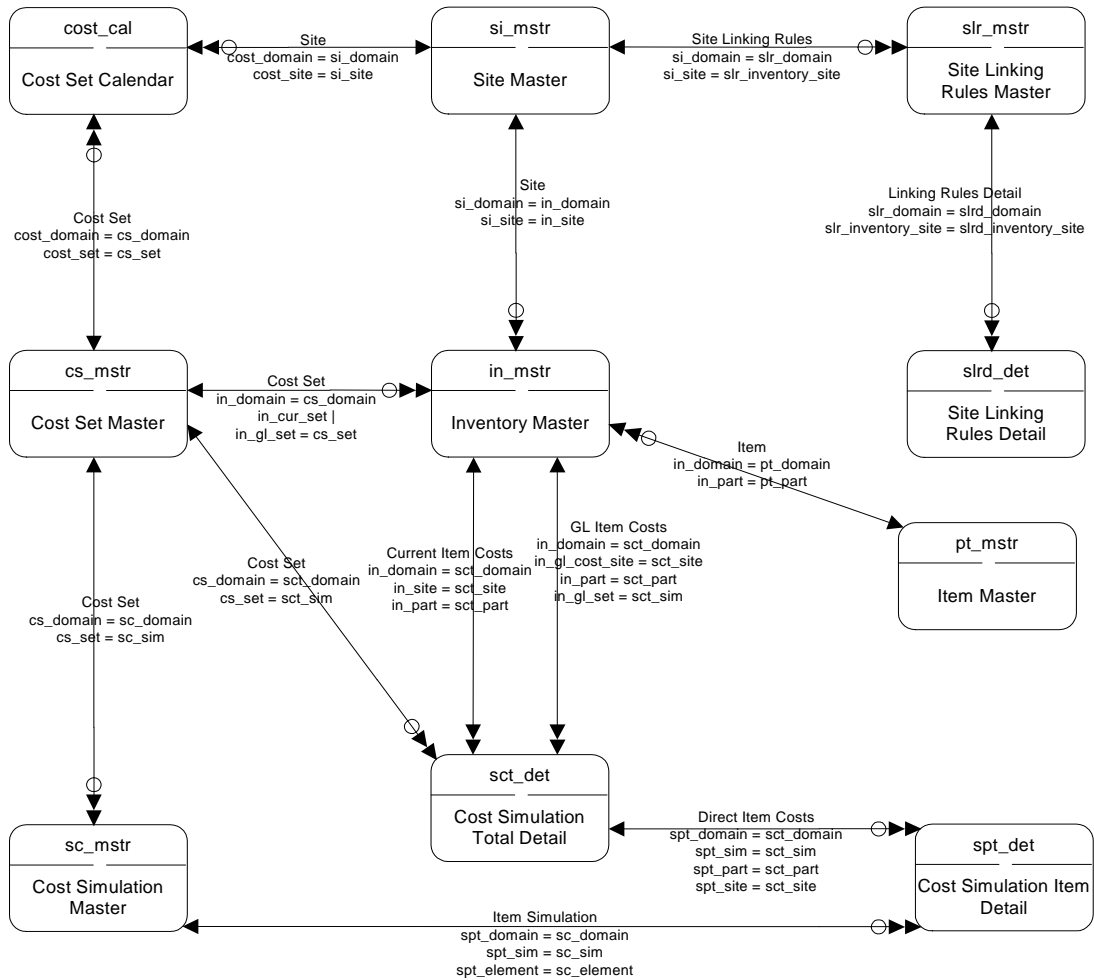 cost_cal
Cost Set Calendar
Site
cost_domain = si_domain
cost_site = si_site
si_mstr
Site Master
Site Linking Rules
si_domain = slr_domain
si_site = slr_inventory_site
slr_mstr
Site Linking
Rules Master
Cost Set
cost_domain = cs_domain
cost_set = cs_set
Site
si_domain = in_domain
si_site = in_site
Linking Rules Detail
slr_domain = slrd_domain
slr_inventory_site = slrd_inventory_site
cs_mstr
Cost Set Master
Cost Set
in_domain = cs_domain
in_cur_set |
in_gl_set = cs_set
in_mstr
Inventory Master
slrd_det
Site Linking
Rules Detail
Item
in_domain = pt_domain
in_part = pt_part
pt_mstr
Item Master
Cost Set
cs_domain = sct_domain
cs_set = sct_sim
Current Item Costs
in_domain = sct_domain
in_site = sct_site
in_part = sct_part
GL Item Costs
in_domain = sct_domain
in_gl_cost_site = sct_site
in_part = sct_part
in_gl_set = sct_sim
Cost Set
cs_domain = sc_domain
cs_set = sc_sim
sct_det
Cost Simulation
Total Detail
Direct Item Costs
spt_domain = sct_domain
spt_sim = sct_sim
spt_part = sct_part
spt_site = sct_site
sc_mstr
Cost Simulation
Master
spt_det
Cost Simulation Item
Detail
Item Simulation
spt_domain = sc_domain
spt_sim = sc_sim
spt_element = sc_element